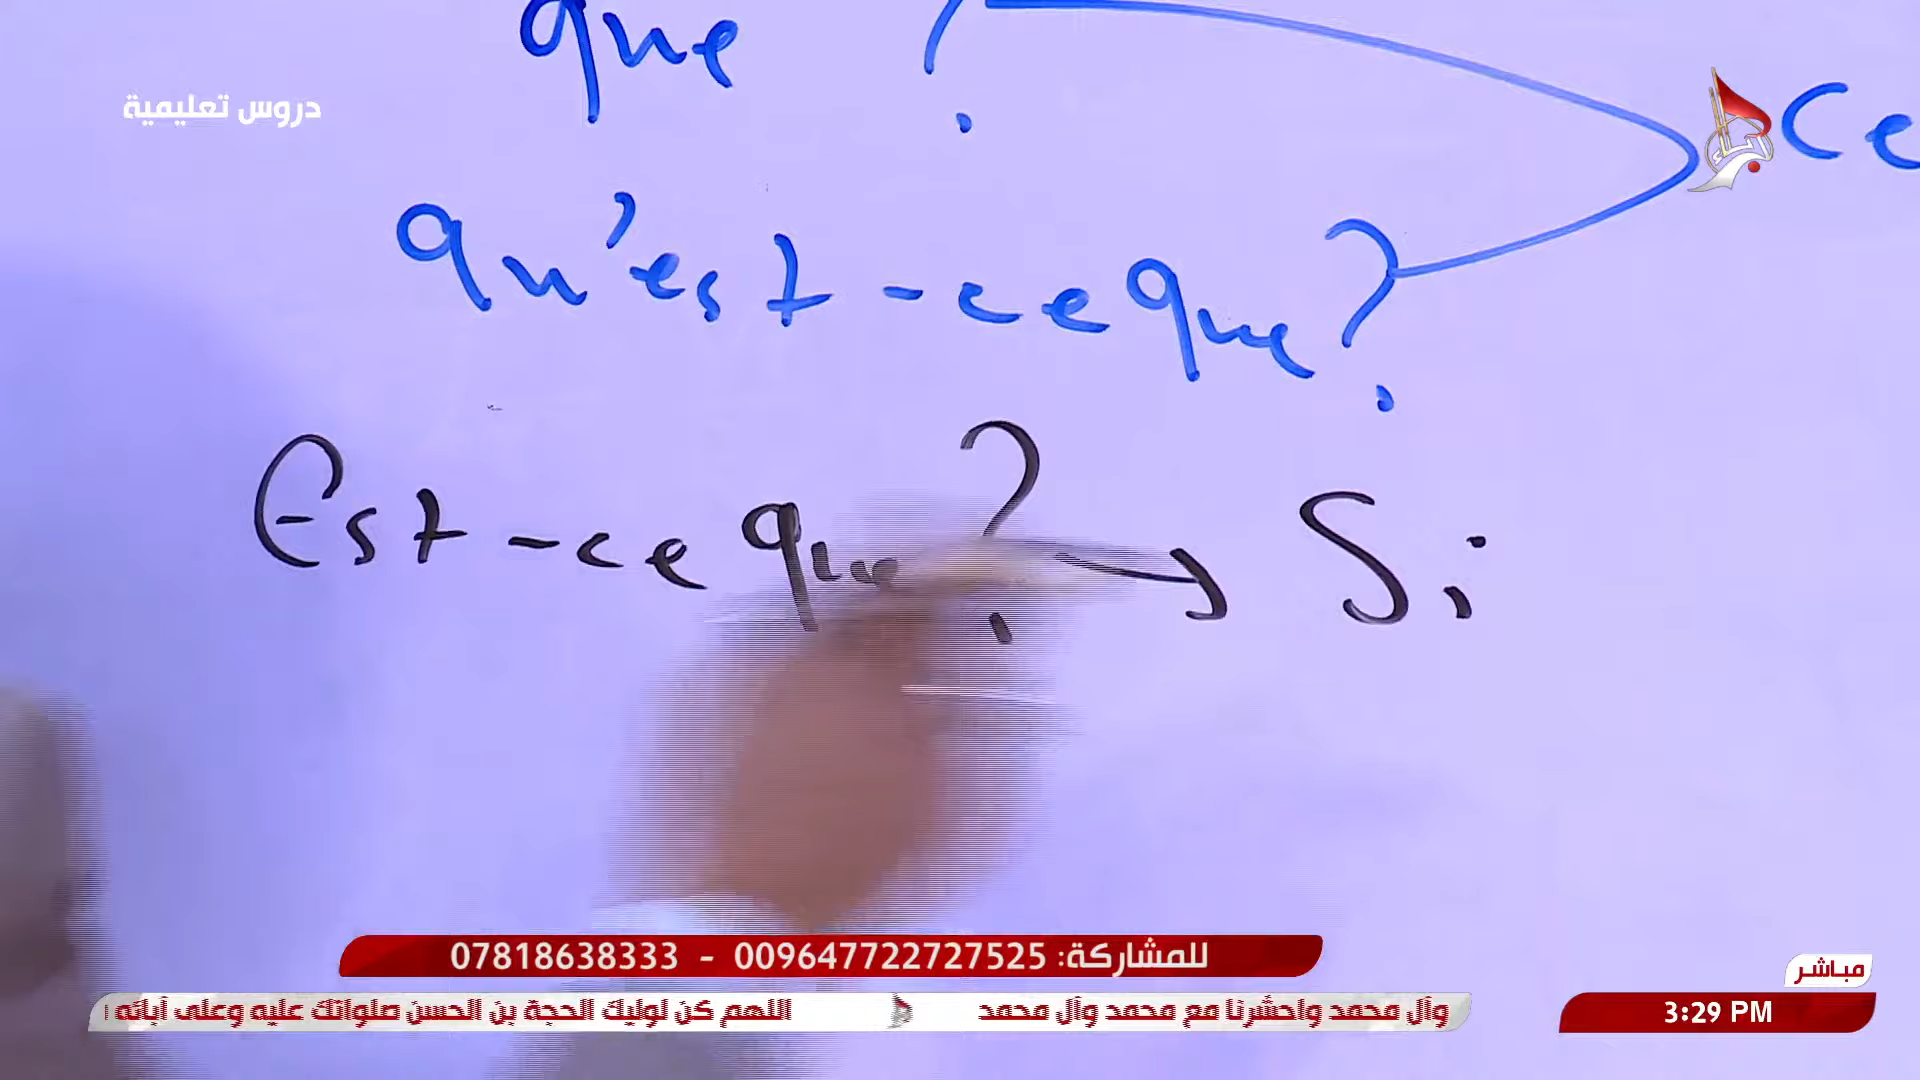 que ?
دروس تعليمية
ce
qu'est-ce que ?
Est-ce que ? → Si
للمشاركة: 009647722727525 - 07818638333
مباشر
وآل محمد واحشرنا مع محمد وآل محمد
اللهم كن لوليك الحجة بن الحسن صلواتك عليه وعلى آبائه
3:29 PM